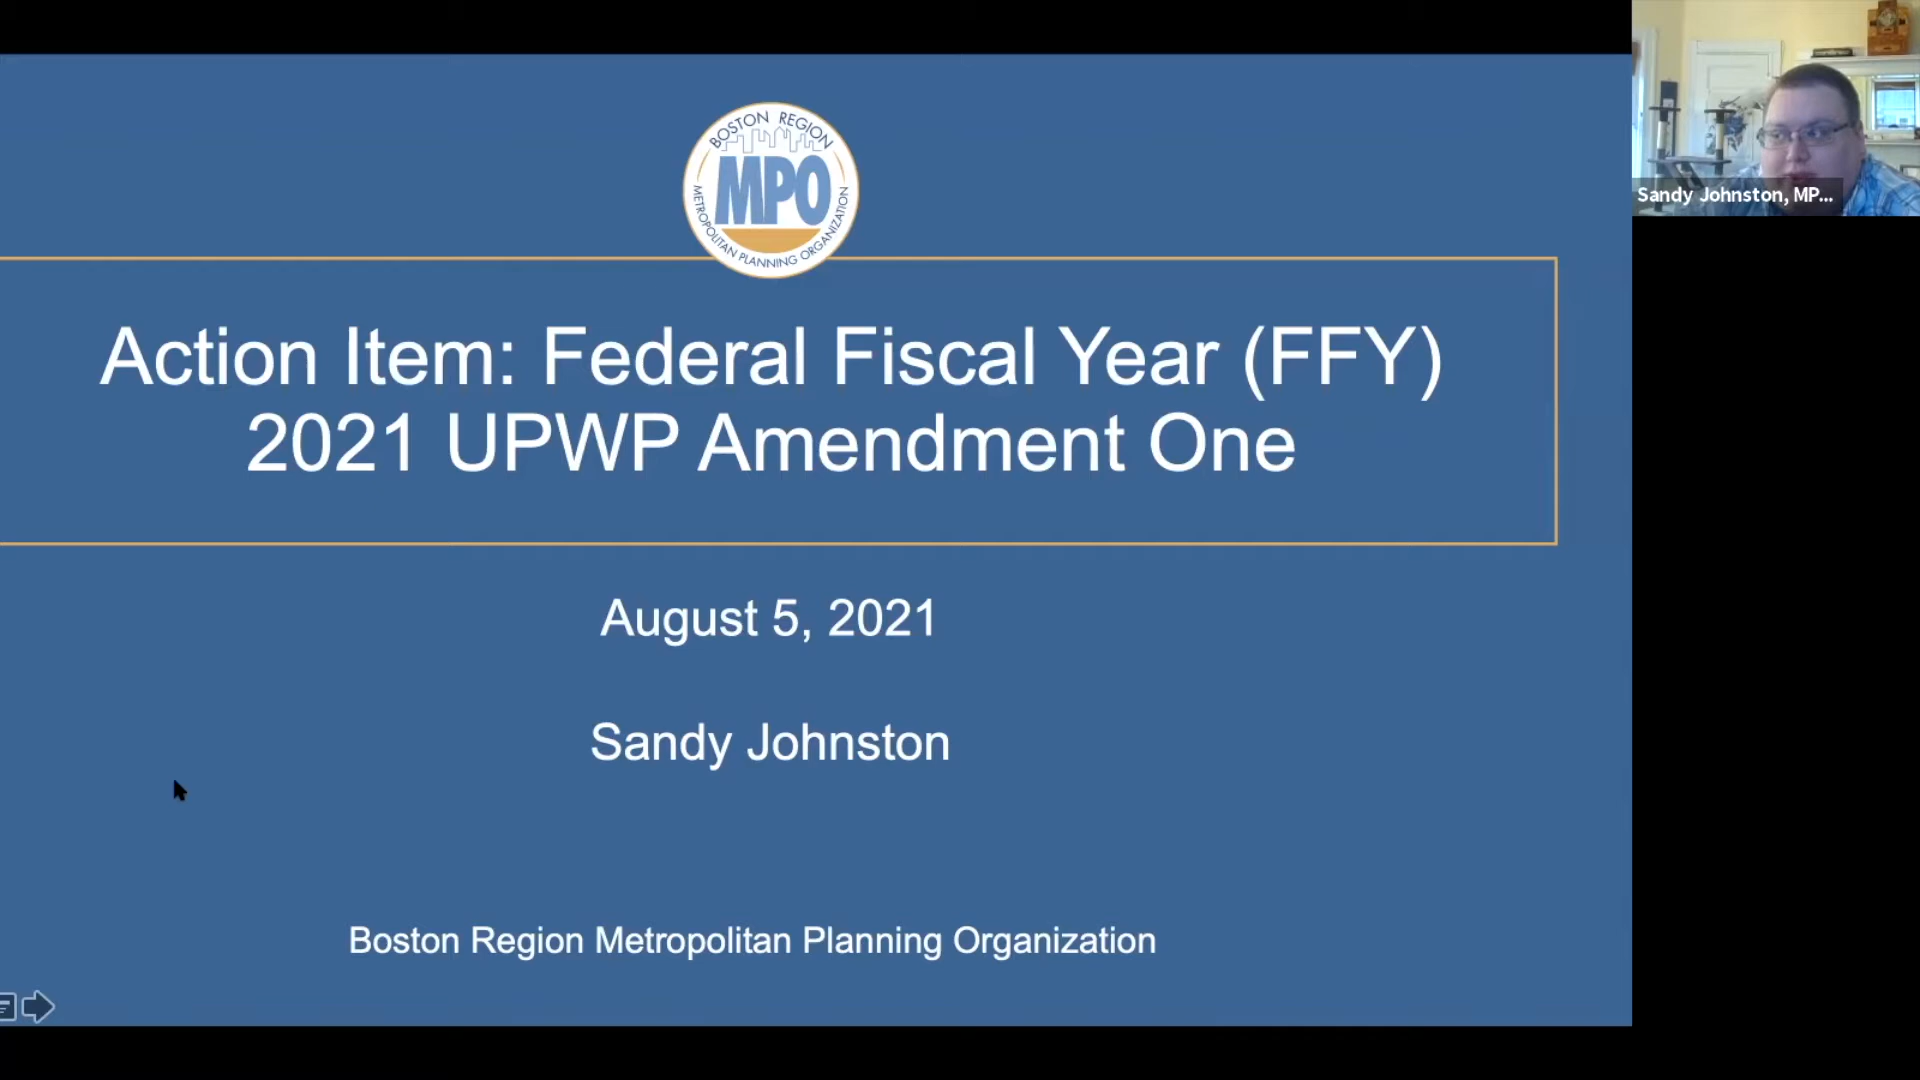 BOSTON REGION
MPO
METROPOLITAN PLANNING ORGANIZATION
Sandy Johnston, MP...
Action Item: Federal Fiscal Year (FFY)
2021 UPWP Amendment One
August 5, 2021
Sandy Johnston
Boston Region Metropolitan Planning Organization